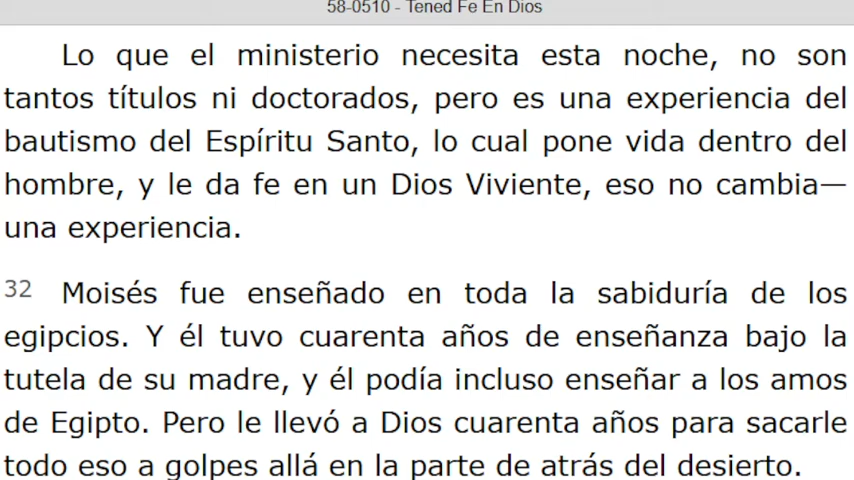 58-0510 - Tened Fe En Dios
Lo que el ministerio necesita esta noche, no son
tantos títulos ni doctorados, pero es una experiencia del
bautismo del Espíritu Santo, lo cual pone vida dentro del
hombre, y le da fe en un Dios Viviente, eso no cambia—
una experiencia.
32 Moisés fue enseñado en toda la sabiduría de los
egipcios. Y él tuvo cuarenta años de enseñanza bajo la
tutela de su madre, y él podía incluso enseñar a los amos
de Egipto. Pero le llevó a Dios cuarenta años para sacarle
todo eso a golpes allá en la parte de atrás del desierto.